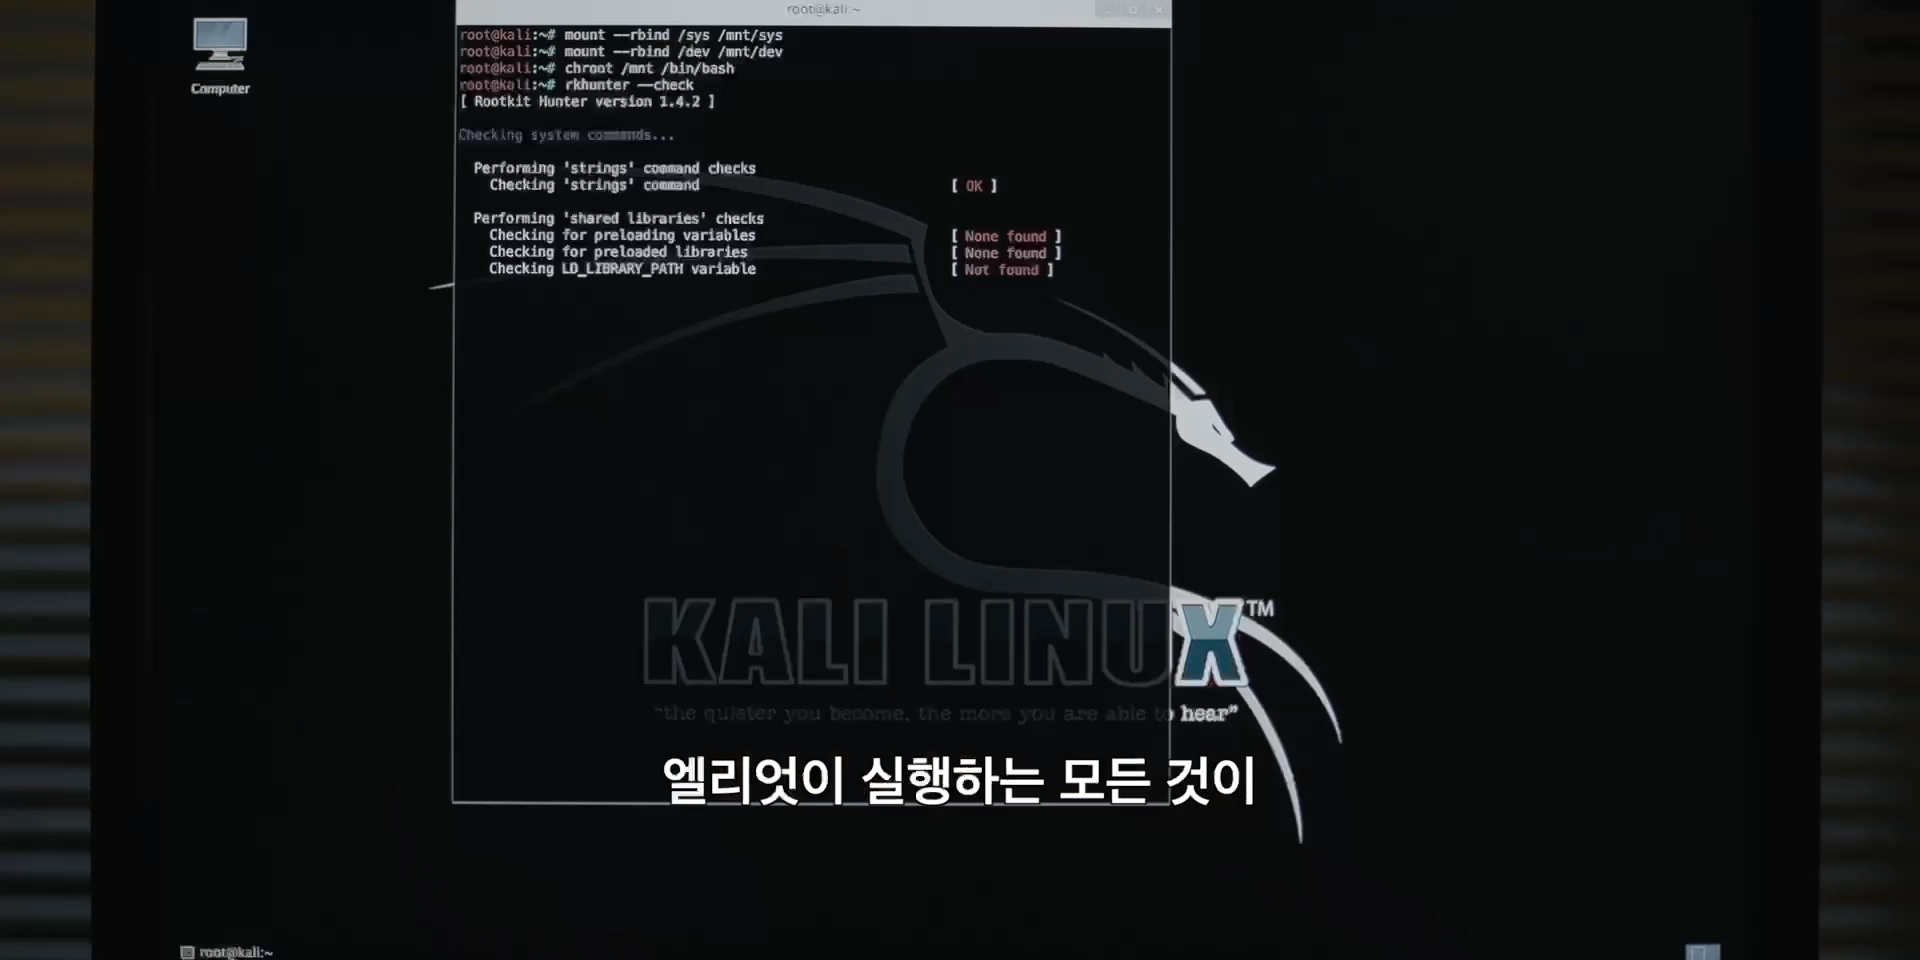 root@kali:~
Computer
root@kali:~# mount --rbind /sys /mnt/sys
root@kali:~# mount --rbind /dev /mnt/dev
root@kali:~# chroot /mnt /bin/bash
root@kali:~# rkhunter --check
[ Rootkit Hunter version 1.4.2 ]
Checking system commands...
Performing 'strings' command checks
Checking 'strings' command [ OK ]
Performing 'shared libraries' checks
Checking for preloading variables [ None found ]
Checking for preloaded libraries [ None found ]
Checking LD_LIBRARY_PATH variable [ Not found ]
KALI LINUX™
"the quieter you become, the more you are able to hear"
엘리엇이 실행하는 모든 것이
root@kali:~